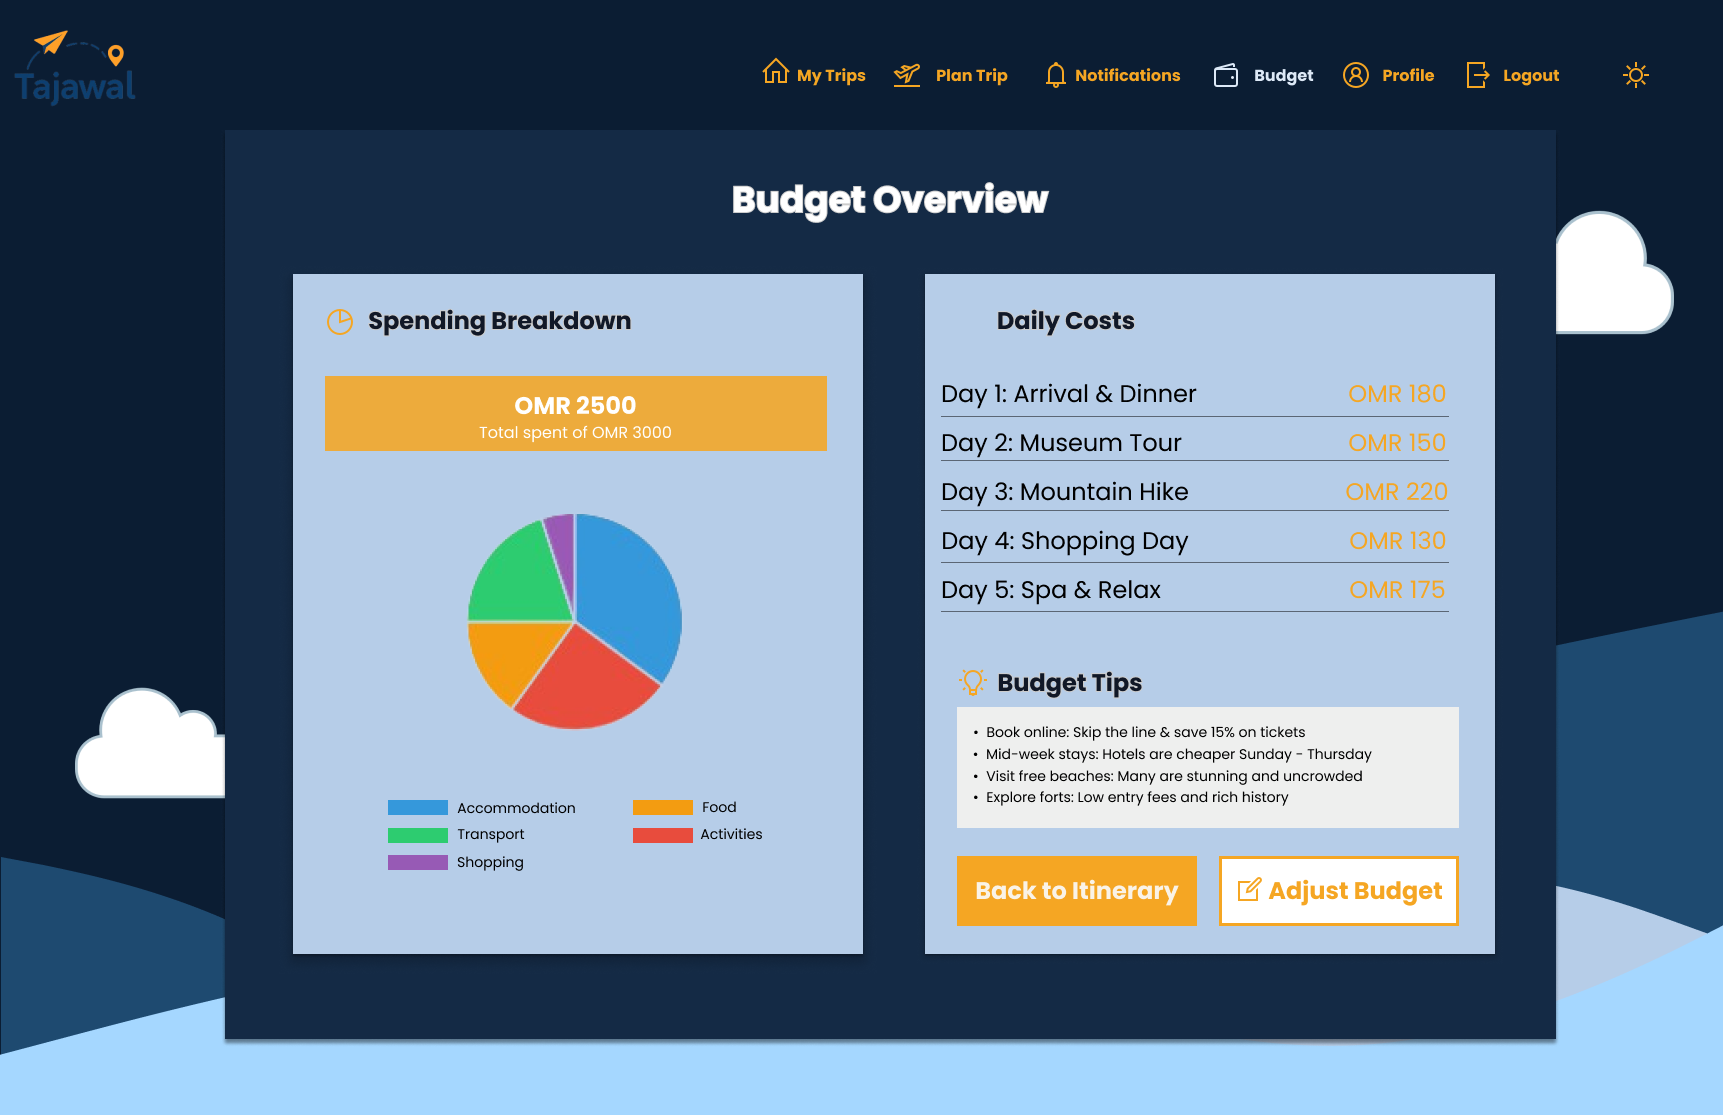 Tajawal
My Trips
Plan Trip
Notifications
Budget
Profile
Logout
Budget Overview
Spending Breakdown
OMR 2500
Total spent of OMR 3000
Accommodation
Food
Transport
Activities
Shopping
Daily Costs
Day 1: Arrival & Dinner OMR 180
Day 2: Museum Tour OMR 150
Day 3: Mountain Hike OMR 220
Day 4: Shopping Day OMR 130
Day 5: Spa & Relax OMR 175
Budget Tips
• Book online: Skip the line & save 15% on tickets
• Mid-week stays: Hotels are cheaper Sunday - Thursday
• Visit free beaches: Many are stunning and uncrowded
• Explore forts: Low entry fees and rich history
Back to Itinerary
Adjust Budget